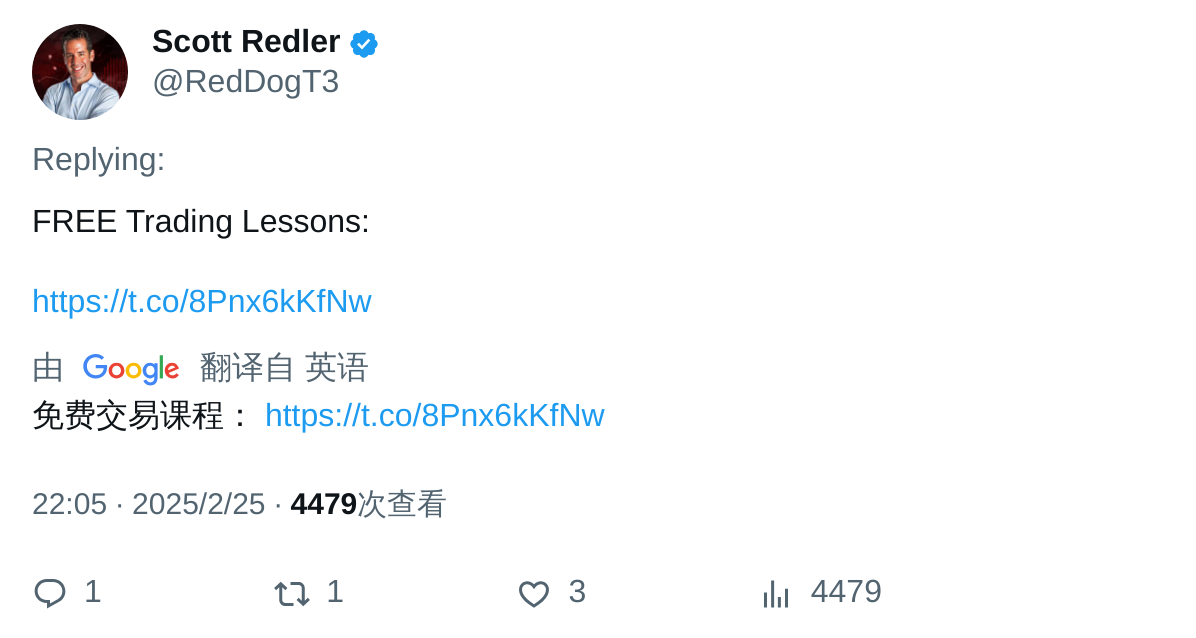 Scott Redler
@RedDogT3
Replying:
FREE Trading Lessons:
https://t.co/8Pnx6kKfNw
由 Google 翻译自 英语
免费交易课程： https://t.co/8Pnx6kKfNw
22:05 · 2025/2/25 · 4479次查看
1 1 3 4479